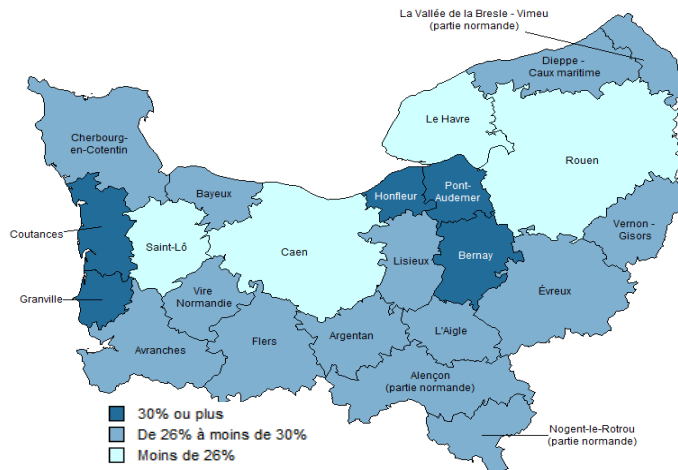 La Vallée de la Bresle - Vimeu
(partie normande)
Dieppe -
Caux maritime
Le Havre
Cherbourg-
en-Cotentin
Rouen
Bayeux
Honfleur
Pont-
Audemer
Vernon -
Gisors
Coutances
Saint-Lô
Caen
Lisieux
Bernay
Évreux
Granville
Vire
Normandie
Avranches
Flers
Argentan
L'Aigle
Alençon
(partie normande)
Nogent-le-Rotrou
(partie normande)
30% ou plus
De 26% à moins de 30%
Moins de 26%